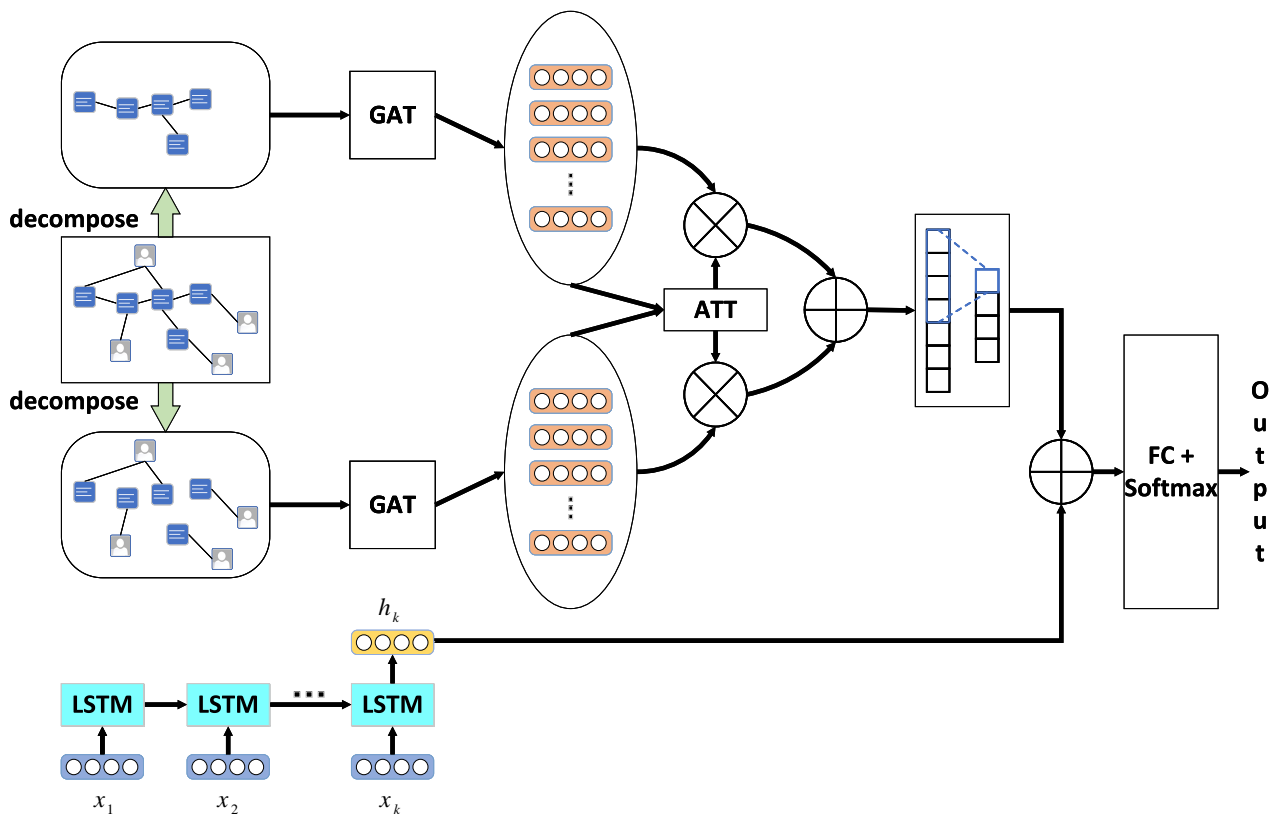 decompose
decompose
GAT
GAT
ATT
FC +
Softmax
O
u
t
p
u
t
h_k
...
LSTM
LSTM
LSTM
x_1
x_2
x_k